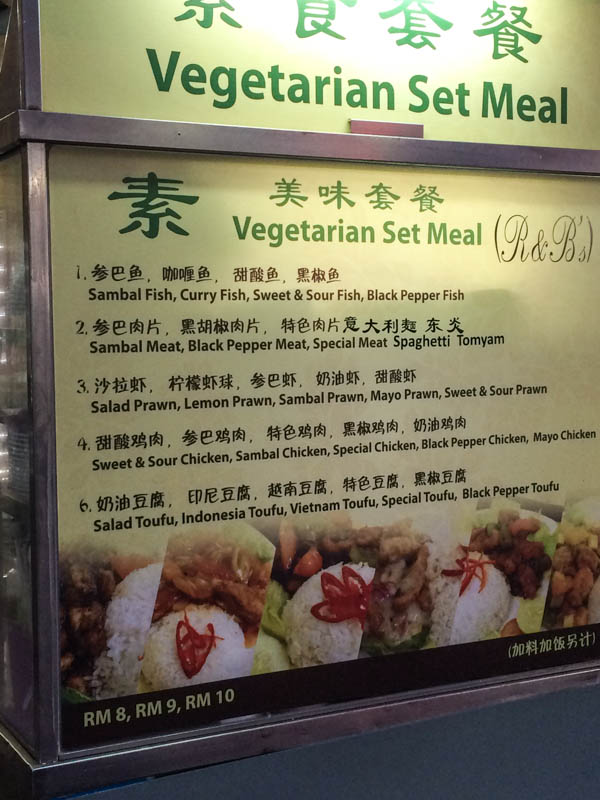 素食套餐
Vegetarian Set Meal
素 美味套餐
Vegetarian Set Meal (R&B's)
1. 参巴鱼, 咖喱鱼, 甜酸鱼, 黑椒鱼
Sambal Fish, Curry Fish, Sweet & Sour Fish, Black Pepper Fish
2. 参巴肉片, 黑胡椒肉片, 特色肉片意大利麵 东炎
Sambal Meat, Black Pepper Meat, Special Meat Spaghetti Tomyam
3. 沙拉虾, 柠檬虾球, 参巴虾, 奶油虾, 甜酸虾
Salad Prawn, Lemon Prawn, Sambal Prawn, Mayo Prawn, Sweet & Sour Prawn
4. 甜酸鸡肉, 参巴鸡肉, 特色鸡肉, 黑椒鸡肉, 奶油鸡肉
Sweet & Sour Chicken, Sambal Chicken, Special Chicken, Black Pepper Chicken, Mayo Chicken
6. 奶油豆腐, 印尼豆腐, 越南豆腐, 特色豆腐, 黑椒豆腐
Salad Toufu, Indonesia Toufu, Vietnam Toufu, Special Toufu, Black Pepper Toufu
(加料加饭另计)
RM 8, RM 9, RM 10